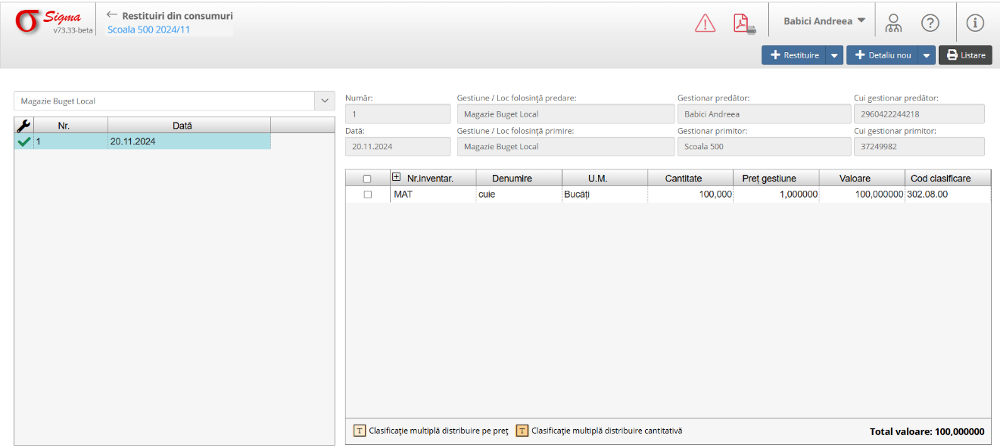 σ Sigma
v73.33-beta
← Restituiri din consumuri
Scoala 500 2024/11
Babici Andreea
Restituire
Detaliu nou
Listare
Magazie Buget Local
Nr. Dată
1 20.11.2024
Număr: Gestiune / Loc folosință predare: Gestionar predător: Cui gestionar predător:
1 Magazie Buget Local Babici Andreea 2960422244218
Dată: Gestiune / Loc folosință primire: Gestionar primitor: Cui gestionar primitor:
20.11.2024 Magazie Buget Local Scoala 500 37249982
Nr.inventar. Denumire U.M. Cantitate Preț gestiune Valoare Cod clasificare
MAT cuie Bucăți 100,000 1,000000 100,000000 302.08.00
T Clasificaţie multiplă distribuire pe preț T Clasificaţie multiplă distribuire cantitativă
Total valoare: 100,000000